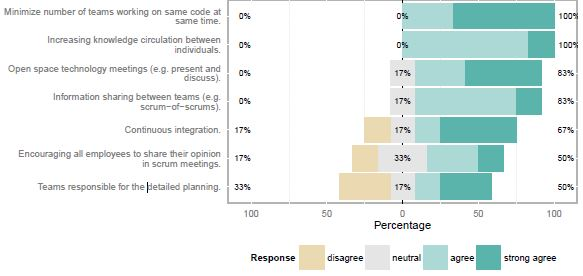 Minimize number of teams working on same code at
same time.
0% 0% 100%
Increasing knowledge circulation between
individuals.
0% 0% 100%
Open space technology meetings (e.g. present and
discuss).
0% 17% 83%
Information sharing between teams (e.g.
scrum−of−scrums).
0% 17% 83%
Continuous integration. 17% 17% 67%
Encouraging all employees to share their opinion
in scrum meetings.
17% 33% 50%
Teams responsible for the detailed planning. 33% 17% 50%
100 50 0 50 100
Percentage
Response disagree neutral agree strong agree